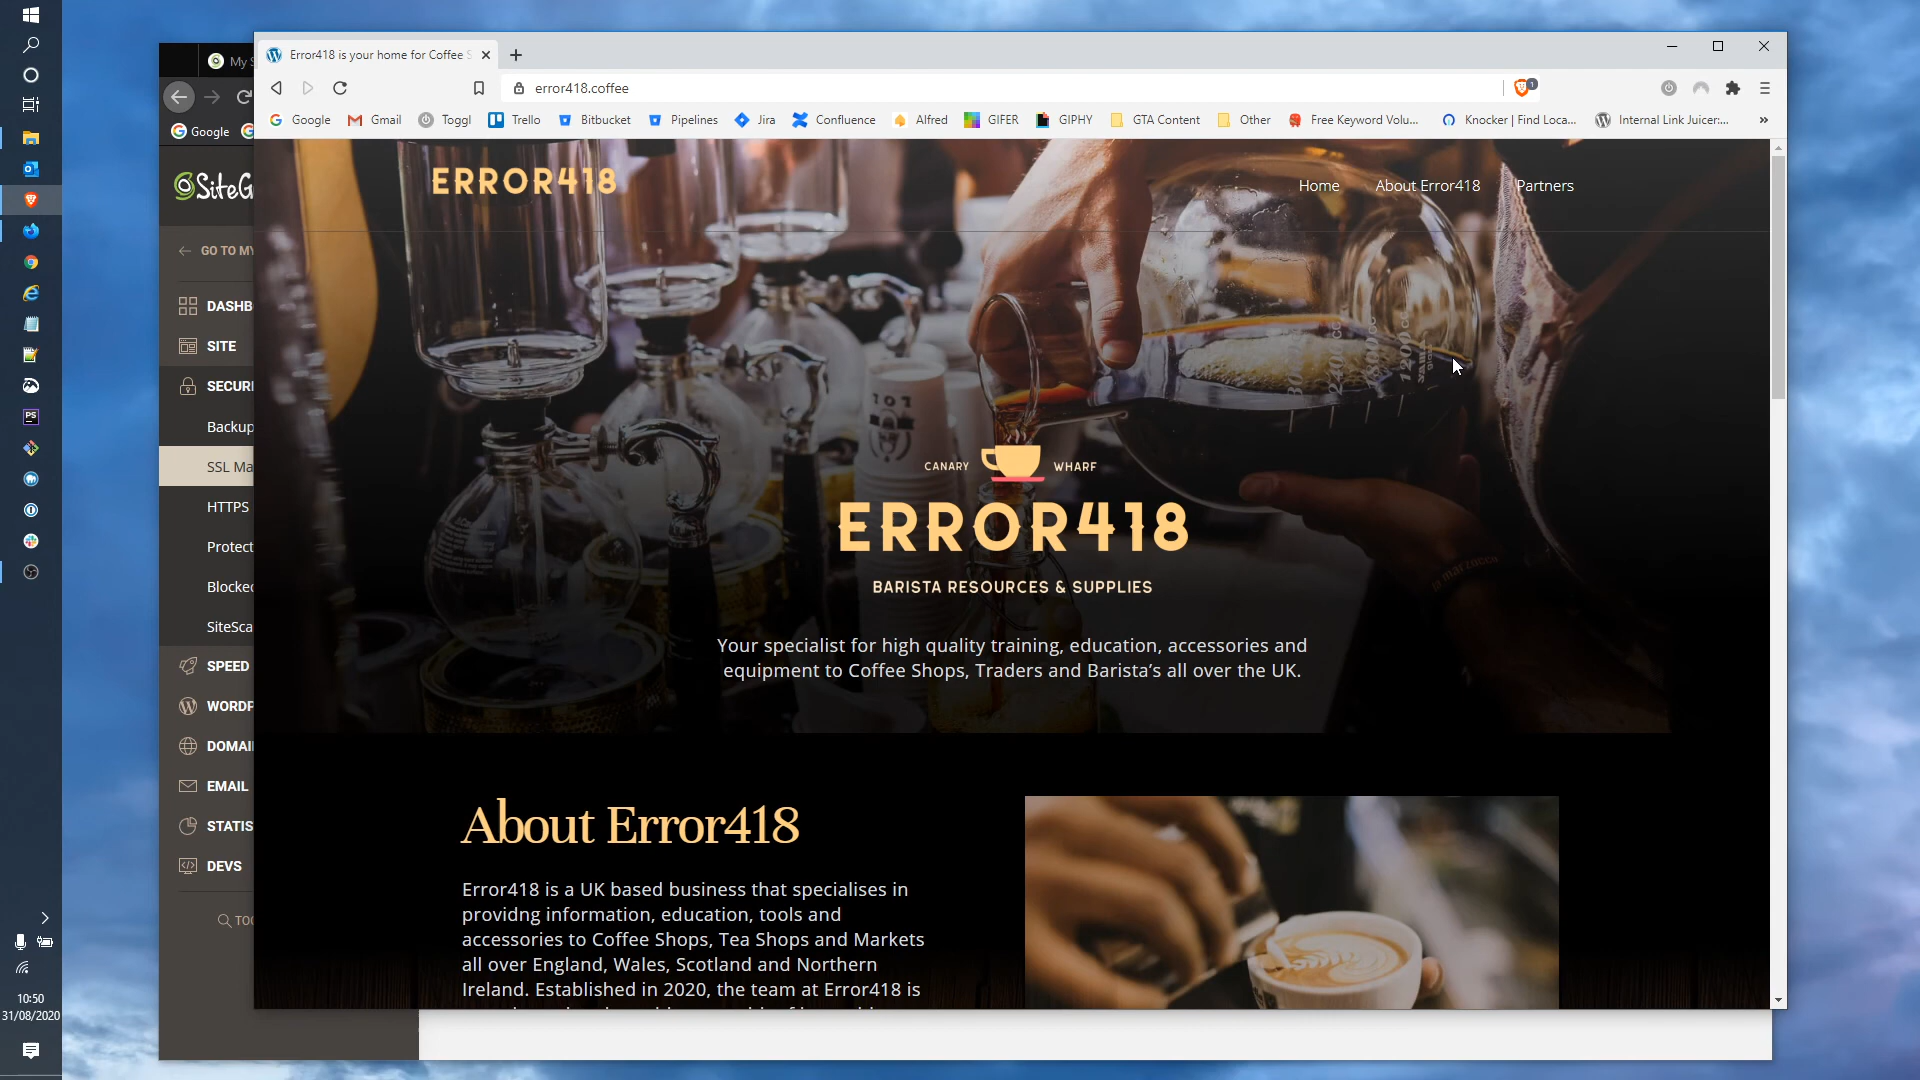 My S
Google
SiteG
GO TO MY
DASHB
SITE
SECURI
Backup
SSL Ma
HTTPS
Protect
Blocked
SiteSca
SPEED
WORDP
DOMAI
EMAIL
STATIS
DEVS
TOO
Error418 is your home for Coffee S
error418.coffee
1
Google Gmail Toggl Trello Bitbucket Pipelines Jira Confluence Alfred GIFER GIPHY GTA Content Other Free Keyword Volu... Knocker | Find Loca... Internal Link Juicer:... »
ERROR418
Home About Error418 Partners
CANARY WHARF
ERROR418
BARISTA RESOURCES & SUPPLIES
Your specialist for high quality training, education, accessories and
equipment to Coffee Shops, Traders and Barista's all over the UK.
About Error418
Error418 is a UK based business that specialises in
providng information, education, tools and
accessories to Coffee Shops, Tea Shops and Markets
all over England, Wales, Scotland and Northern
Ireland. Established in 2020, the team at Error418 is
PS
10:50
31/08/2020